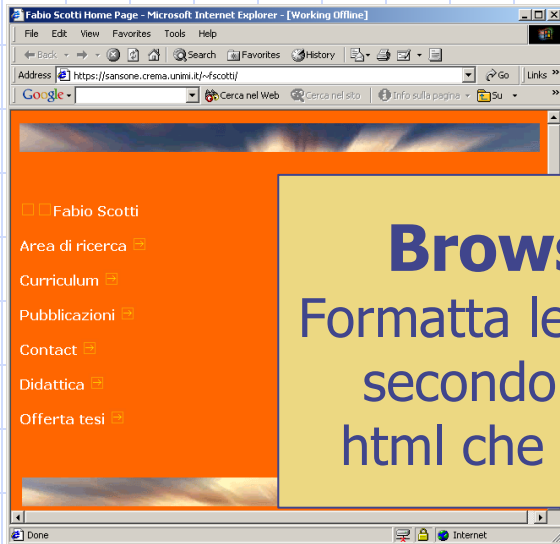 Fabio Scotti Home Page - Microsoft Internet Explorer - [Working Offline]
File Edit View Favorites Tools Help
Back Search Favorites History
Address https://sansone.crema.unimi.it/~fscotti/ Go Links »
Google Cerca nel Web Cerca nel sito Info sulla pagina Su »
Fabio Scotti
Area di ricerca
Curriculum
Pubblicazioni
Contact
Didattica
Offerta tesi
Brows
Formatta le
secondo
html che
Done Internet